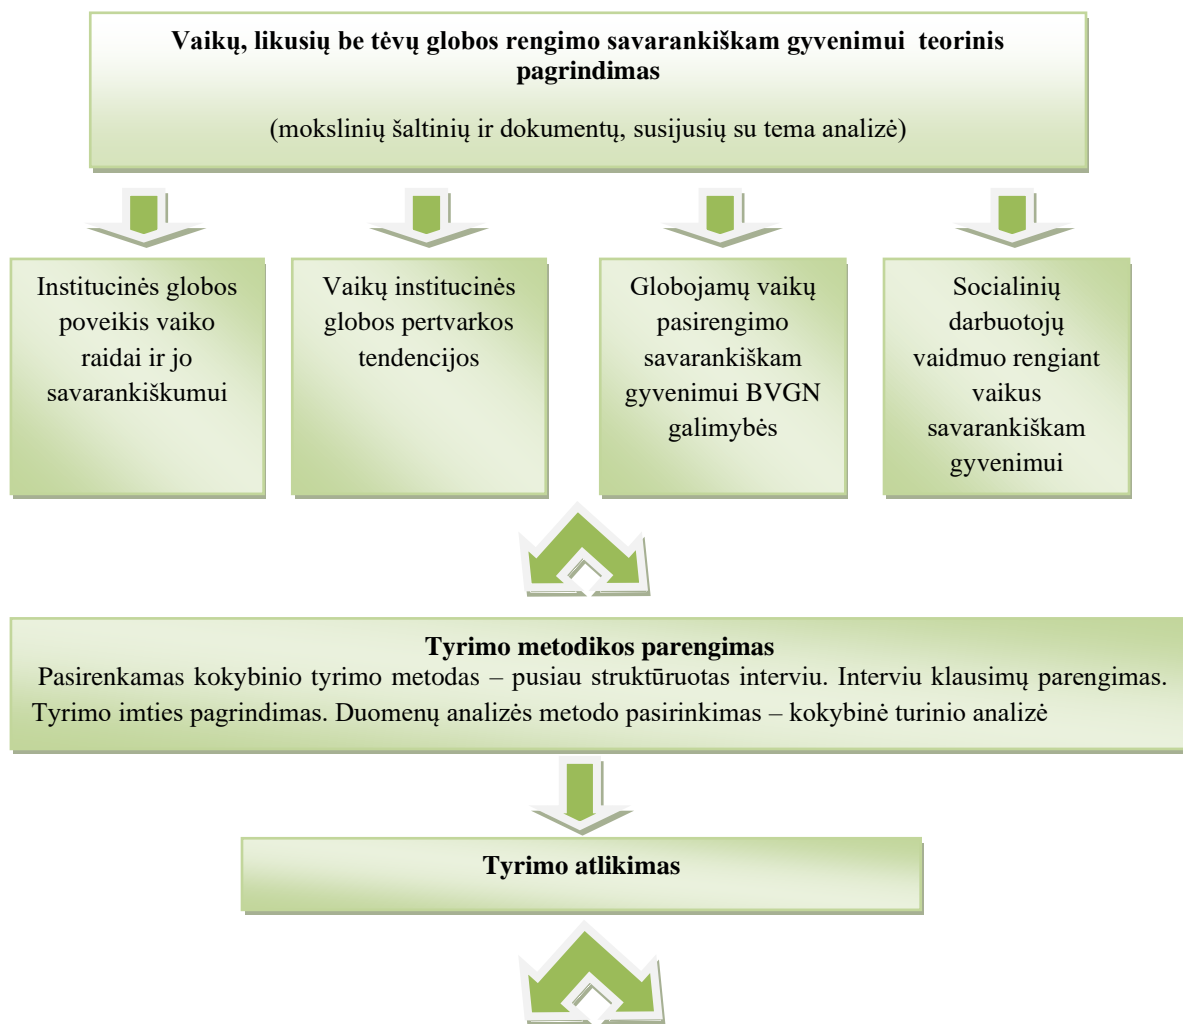 Vaikų, likusių be tėvų globos rengimo savarankiškam gyvenimui  teorinis
pagrindimas
(mokslinių šaltinių ir dokumentų, susijusių su tema analizė)
Institucinės globos
poveikis vaiko
raidai ir jo
savarankiškumui
Vaikų institucinės
globos pertvarkos
tendencijos
Globojamų vaikų
pasirengimo
savarankiškam
gyvenimui BVGN
galimybės
Socialinių
darbuotojų
vaidmuo rengiant
vaikus
savarankiškam
gyvenimui
Tyrimo metodikos parengimas
Pasirenkamas kokybinio tyrimo metodas – pusiau struktūruotas interviu. Interviu klausimų parengimas.
Tyrimo imties pagrindimas. Duomenų analizės metodo pasirinkimas – kokybinė turinio analizė
Tyrimo atlikimas